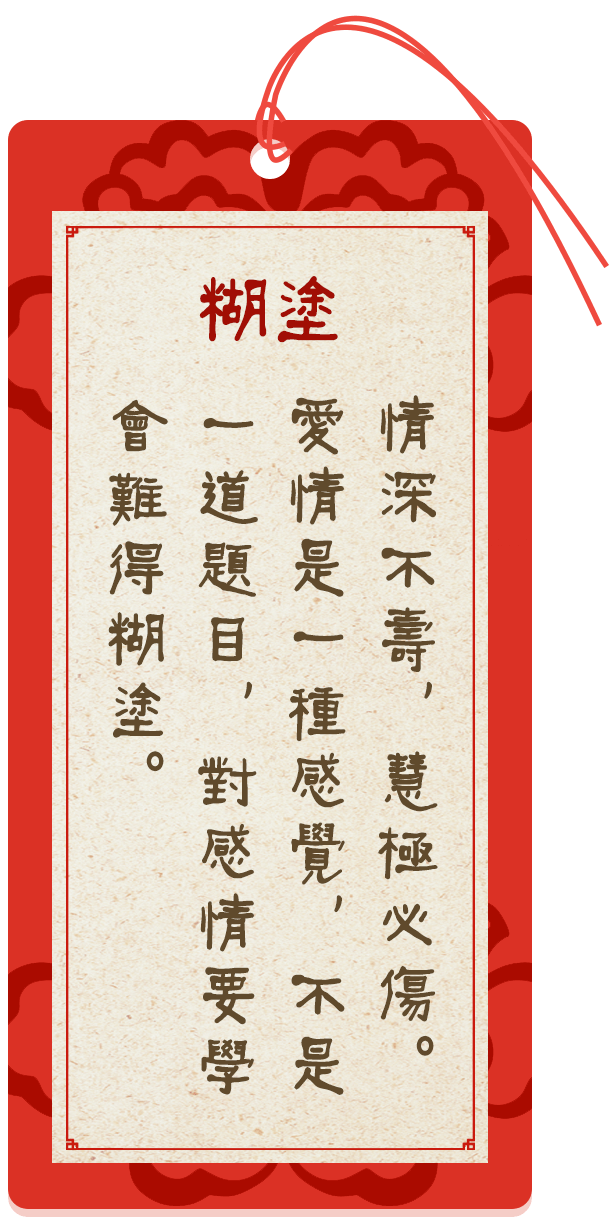 糊塗
情深不壽，慧極必傷。
愛情是一種感覺，不是
一道題目，對感情要學
會難得糊塗。